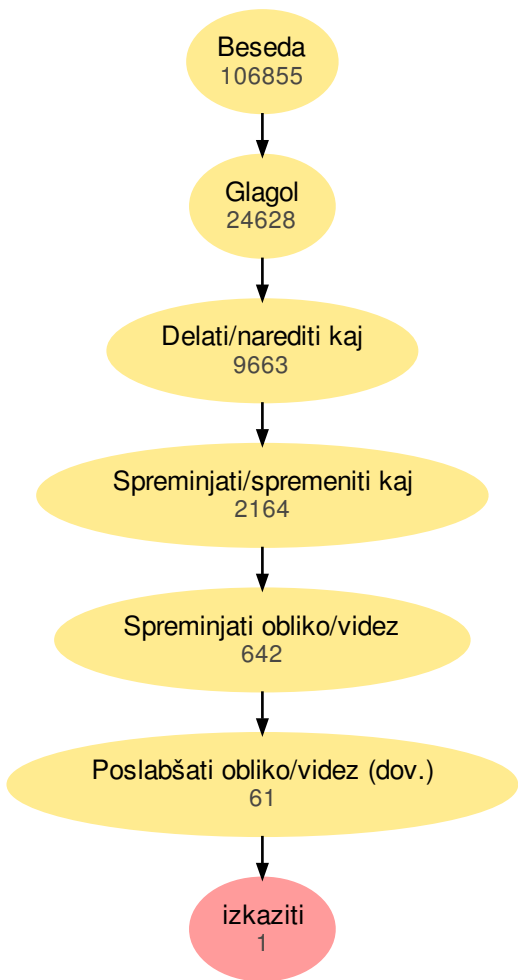 Beseda
106855
Glagol
24628
Delati/narediti kaj
9663
Spreminjati/spremeniti kaj
2164
Spreminjati obliko/videz
642
Poslabšati obliko/videz (dov.)
61
izkaziti
1